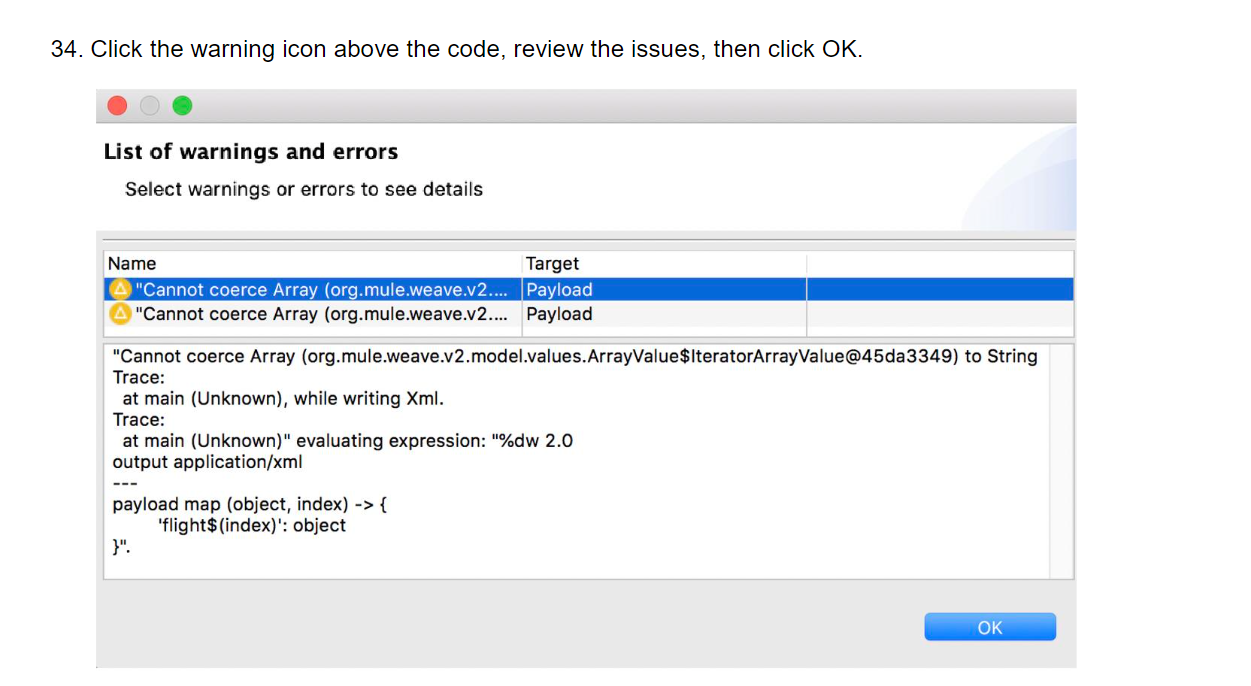 34. Click the warning icon above the code, review the issues, then click OK.
List of warnings and errors
Select warnings or errors to see details
Name Target
"Cannot coerce Array (org.mule.weave.v2.... Payload
"Cannot coerce Array (org.mule.weave.v2.... Payload
"Cannot coerce Array (org.mule.weave.v2.model.values.ArrayValue$IteratorArrayValue@45da3349) to String
Trace:
at main (Unknown), while writing Xml.
Trace:
at main (Unknown)" evaluating expression: "%dw 2.0
output application/xml
---
payload map (object, index) -> {
'flight$(index)': object
}".
OK